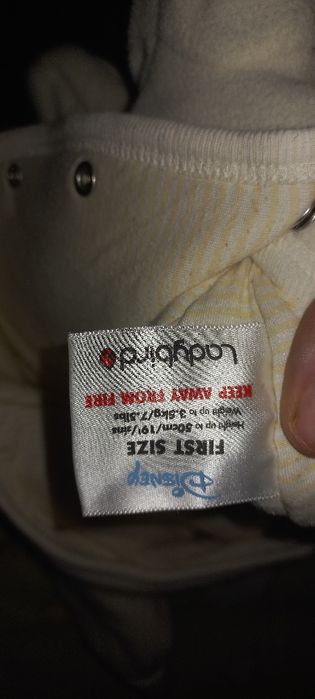 DISNEY
FIRST SIZE
Height up to 50cm/19½ins
Weight up to 3.5kg/7.5lbs
KEEP AWAY FROM FIRE
Ladybird